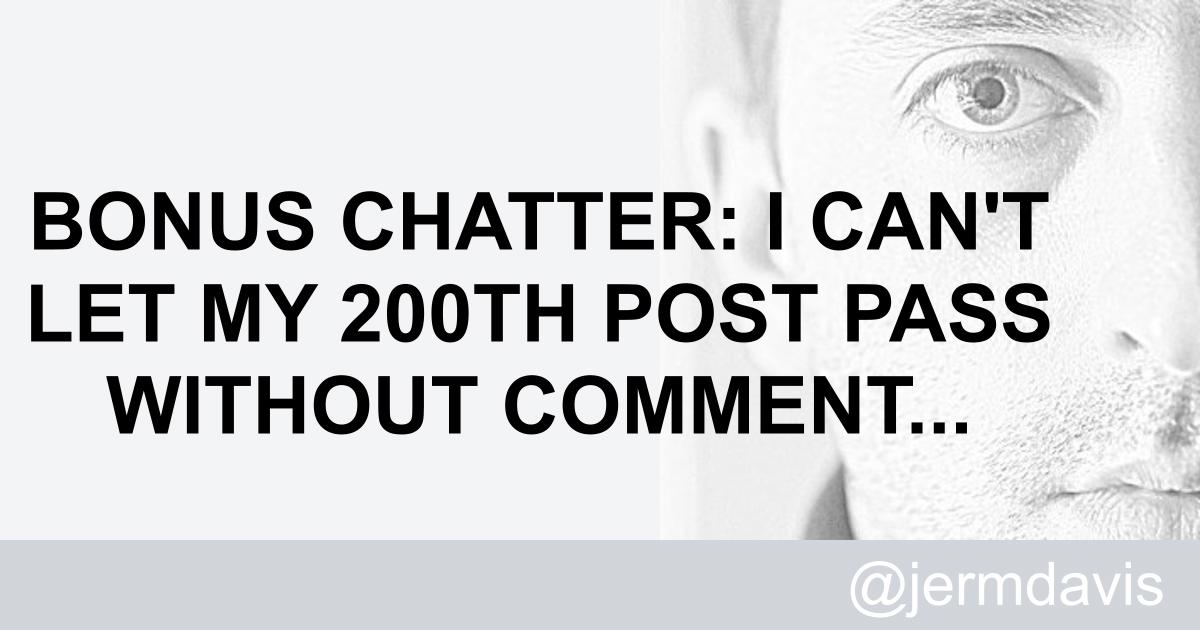 BONUS CHATTER: I CAN'T
LET MY 200TH POST PASS
WITHOUT COMMENT...
@jermdavis